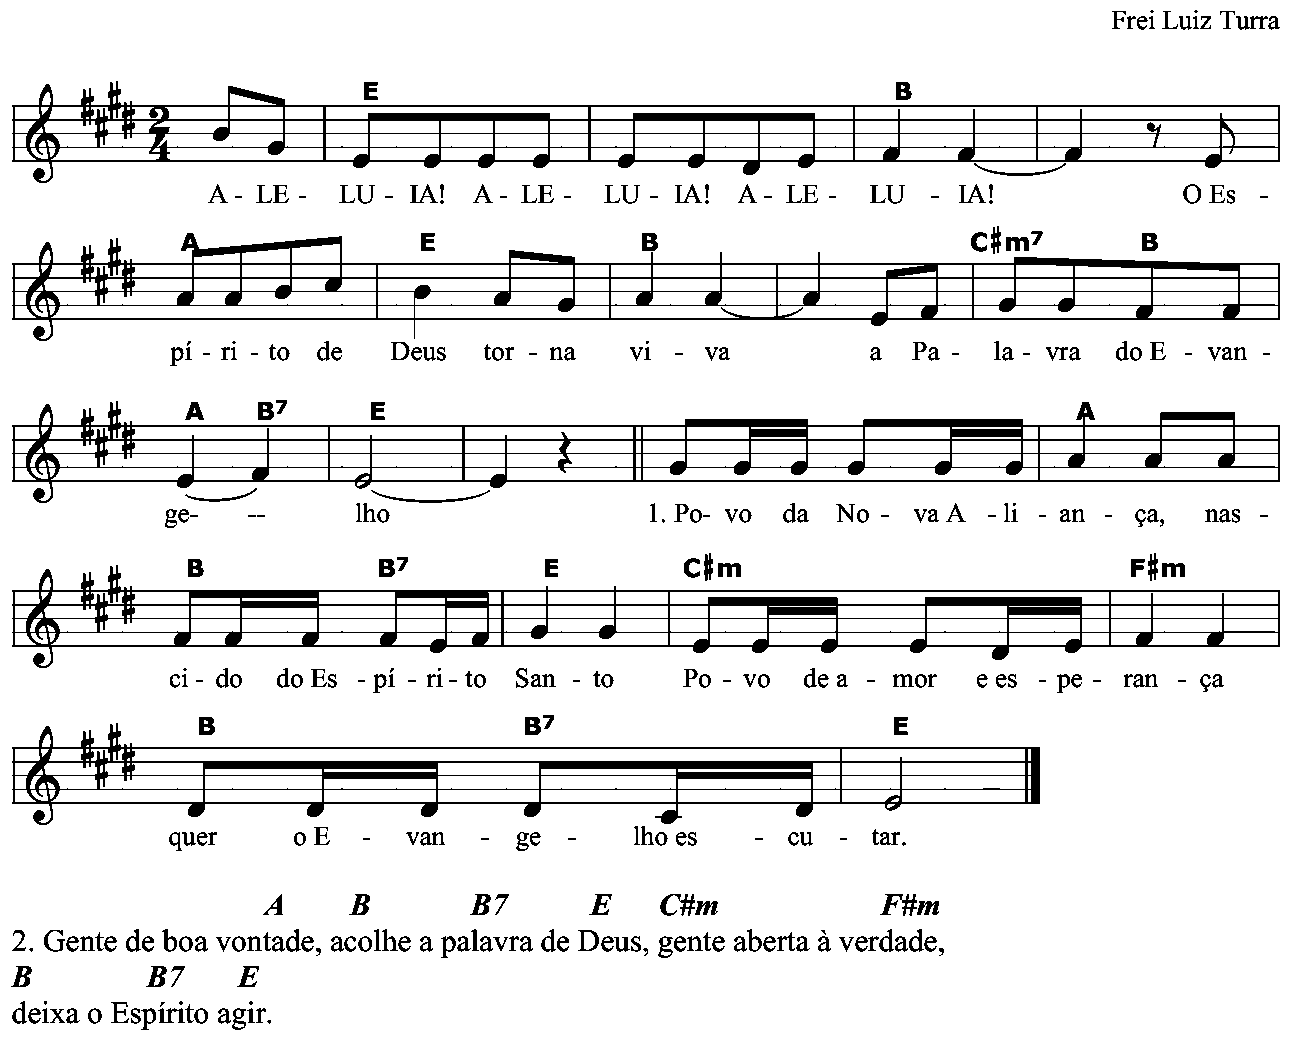 Frei Luiz Turra
E B
2
4
A - LE - LU - IA! A - LE - LU - IA! A - LE - LU - IA! O Es -
A E B C#m7 B
pí - ri - to de Deus tor - na vi - va a Pa - la - vra do E - van -
A B7 E A
ge- -- lho 1. Po- vo da No - va A - li - an - ça, nas -
B B7 E C#m F#m
ci - do do Es - pí - ri - to San - to Po - vo de a - mor e es - pe - ran - ça
B B7 E
quer o E - van - ge - lho es - cu - tar.
A B B7 E C#m F#m
2. Gente de boa vontade, acolhe a palavra de Deus, gente aberta à verdade,
B B7 E
deixa o Espírito agir.